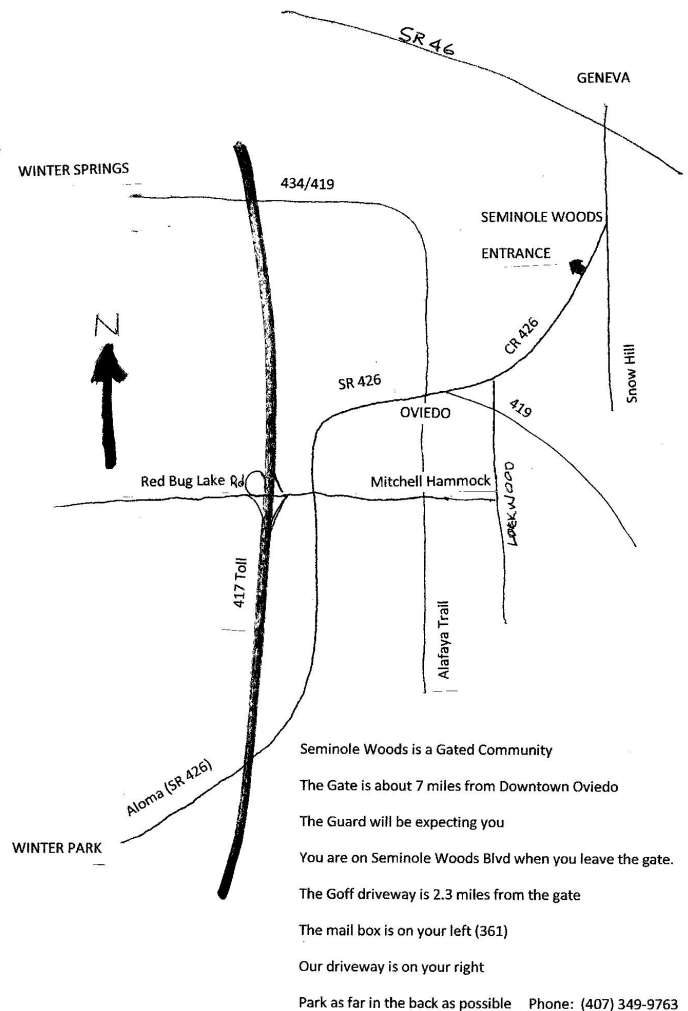 SR 46
GENEVA
WINTER SPRINGS
434/419
SEMINOLE WOODS
ENTRANCE
N
CR 426
Snow Hill
SR 426
OVIEDO
419
Red Bug Lake Rd
Mitchell Hammock
LOCKWOOD
417 Toll
Alafaya Trail
Aloma (SR 426)
WINTER PARK
Seminole Woods is a Gated Community
The Gate is about 7 miles from Downtown Oviedo
The Guard will be expecting you
You are on Seminole Woods Blvd when you leave the gate.
The Goff driveway is 2.3 miles from the gate
The mail box is on your left (361)
Our driveway is on your right
Park as far in the back as possible Phone: (407) 349-9763